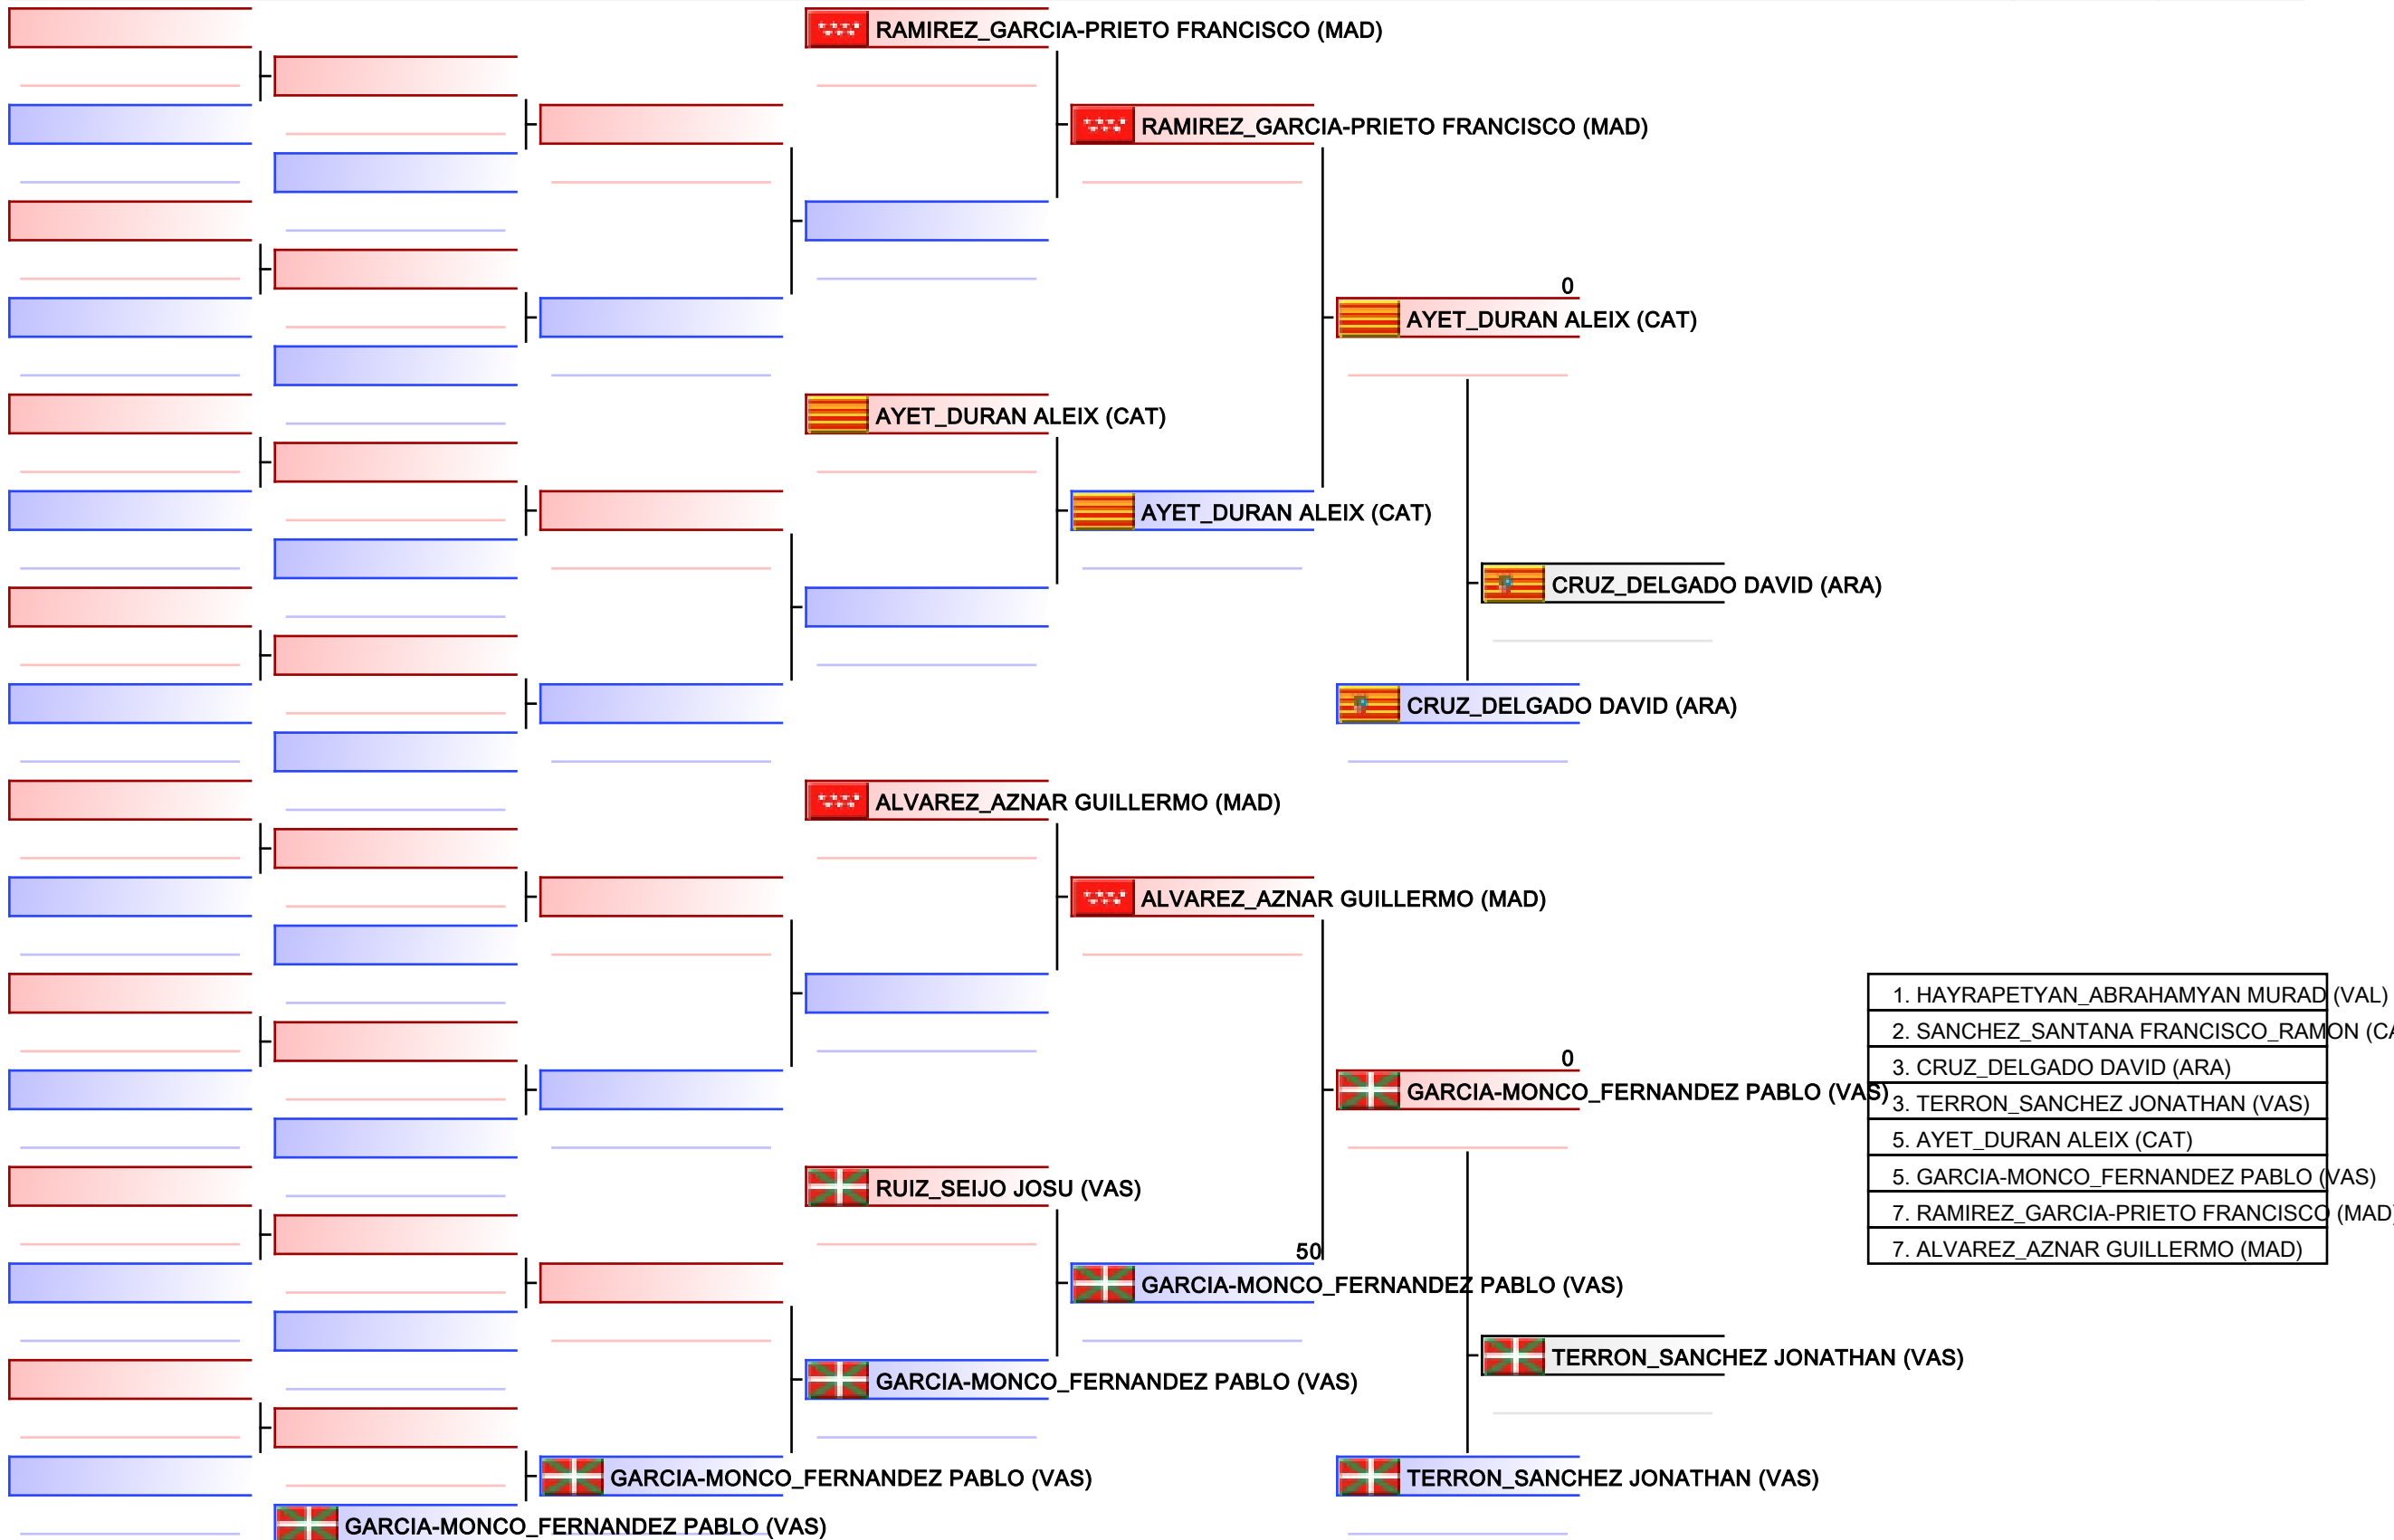 RAMIREZ_GARCIA-PRIETO FRANCISCO (MAD)
RAMIREZ_GARCIA-PRIETO FRANCISCO (MAD)
0
AYET_DURAN ALEIX (CAT)
AYET_DURAN ALEIX (CAT)
AYET_DURAN ALEIX (CAT)
CRUZ_DELGADO DAVID (ARA)
CRUZ_DELGADO DAVID (ARA)
ALVAREZ_AZNAR GUILLERMO (MAD)
ALVAREZ_AZNAR GUILLERMO (MAD)
0
GARCIA-MONCO_FERNANDEZ PABLO (VAS)
RUIZ_SEIJO JOSU (VAS)
50
GARCIA-MONCO_FERNANDEZ PABLO (VAS)
TERRON_SANCHEZ JONATHAN (VAS)
GARCIA-MONCO_FERNANDEZ PABLO (VAS)
GARCIA-MONCO_FERNANDEZ PABLO (VAS)
TERRON_SANCHEZ JONATHAN (VAS)
GARCIA-MONCO_FERNANDEZ PABLO (VAS)
1. HAYRAPETYAN_ABRAHAMYAN MURAD (VAL)
2. SANCHEZ_SANTANA FRANCISCO_RAMON (CA
3. CRUZ_DELGADO DAVID (ARA)
3. TERRON_SANCHEZ JONATHAN (VAS)
5. AYET_DURAN ALEIX (CAT)
5. GARCIA-MONCO_FERNANDEZ PABLO (VAS)
7. RAMIREZ_GARCIA-PRIETO FRANCISCO (MAD)
7. ALVAREZ_AZNAR GUILLERMO (MAD)